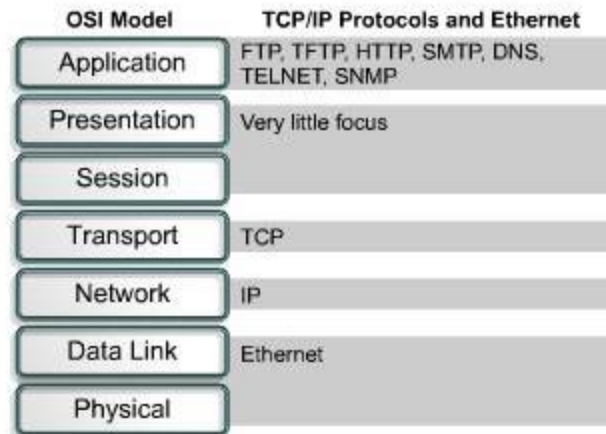 OSI Model
TCP/IP Protocols and Ethernet
Application
FTP, TFTP, HTTP, SMTP, DNS,
TELNET, SNMP
Presentation
Very little focus
Session
Transport
TCP
Network
IP
Data Link
Ethernet
Physical